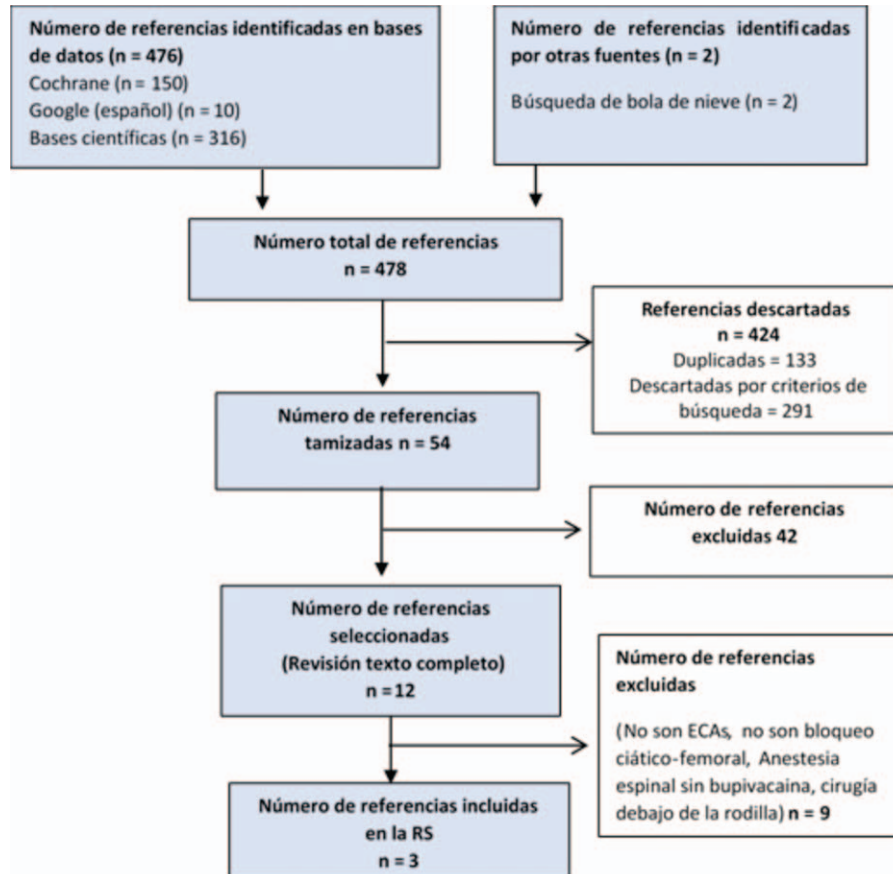 Número de referencias identificadas en bases
de datos (n = 476)
Cochrane (n = 150)
Google (español) (n = 10)
Bases científicas (n = 316)
Número de referencias identificadas
por otras fuentes (n = 2)
Búsqueda de bola de nieve (n = 2)
Número total de referencias
n = 478
Referencias descartadas
n = 424
Duplicadas = 133
Descartadas por criterios de
búsqueda = 291
Número de referencias
tamizadas n = 54
Número de referencias
excluidas 42
Número de referencias
seleccionadas
(Revisión texto completo)
n = 12
Número de referencias
excluidas
(No son ECAs, no son bloqueo
ciático-femoral, Anestesia
espinal sin bupivacaina, cirugía
debajo de la rodilla) n = 9
Número de referencias incluidas
en la RS
n = 3